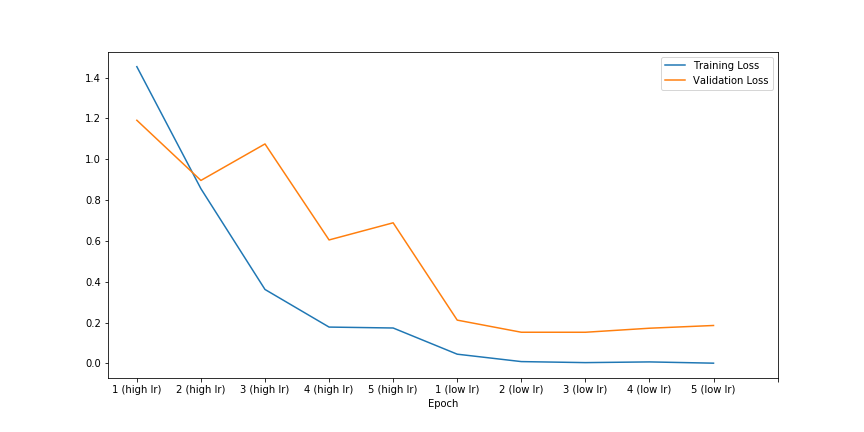 Training Loss
Validation Loss
1.4
1.2
1.0
0.8
0.6
0.4
0.2
0.0
1 (high lr) 2 (high lr) 3 (high lr) 4 (high lr) 5 (high lr) 1 (low lr) 2 (low lr) 3 (low lr) 4 (low lr) 5 (low lr)
Epoch